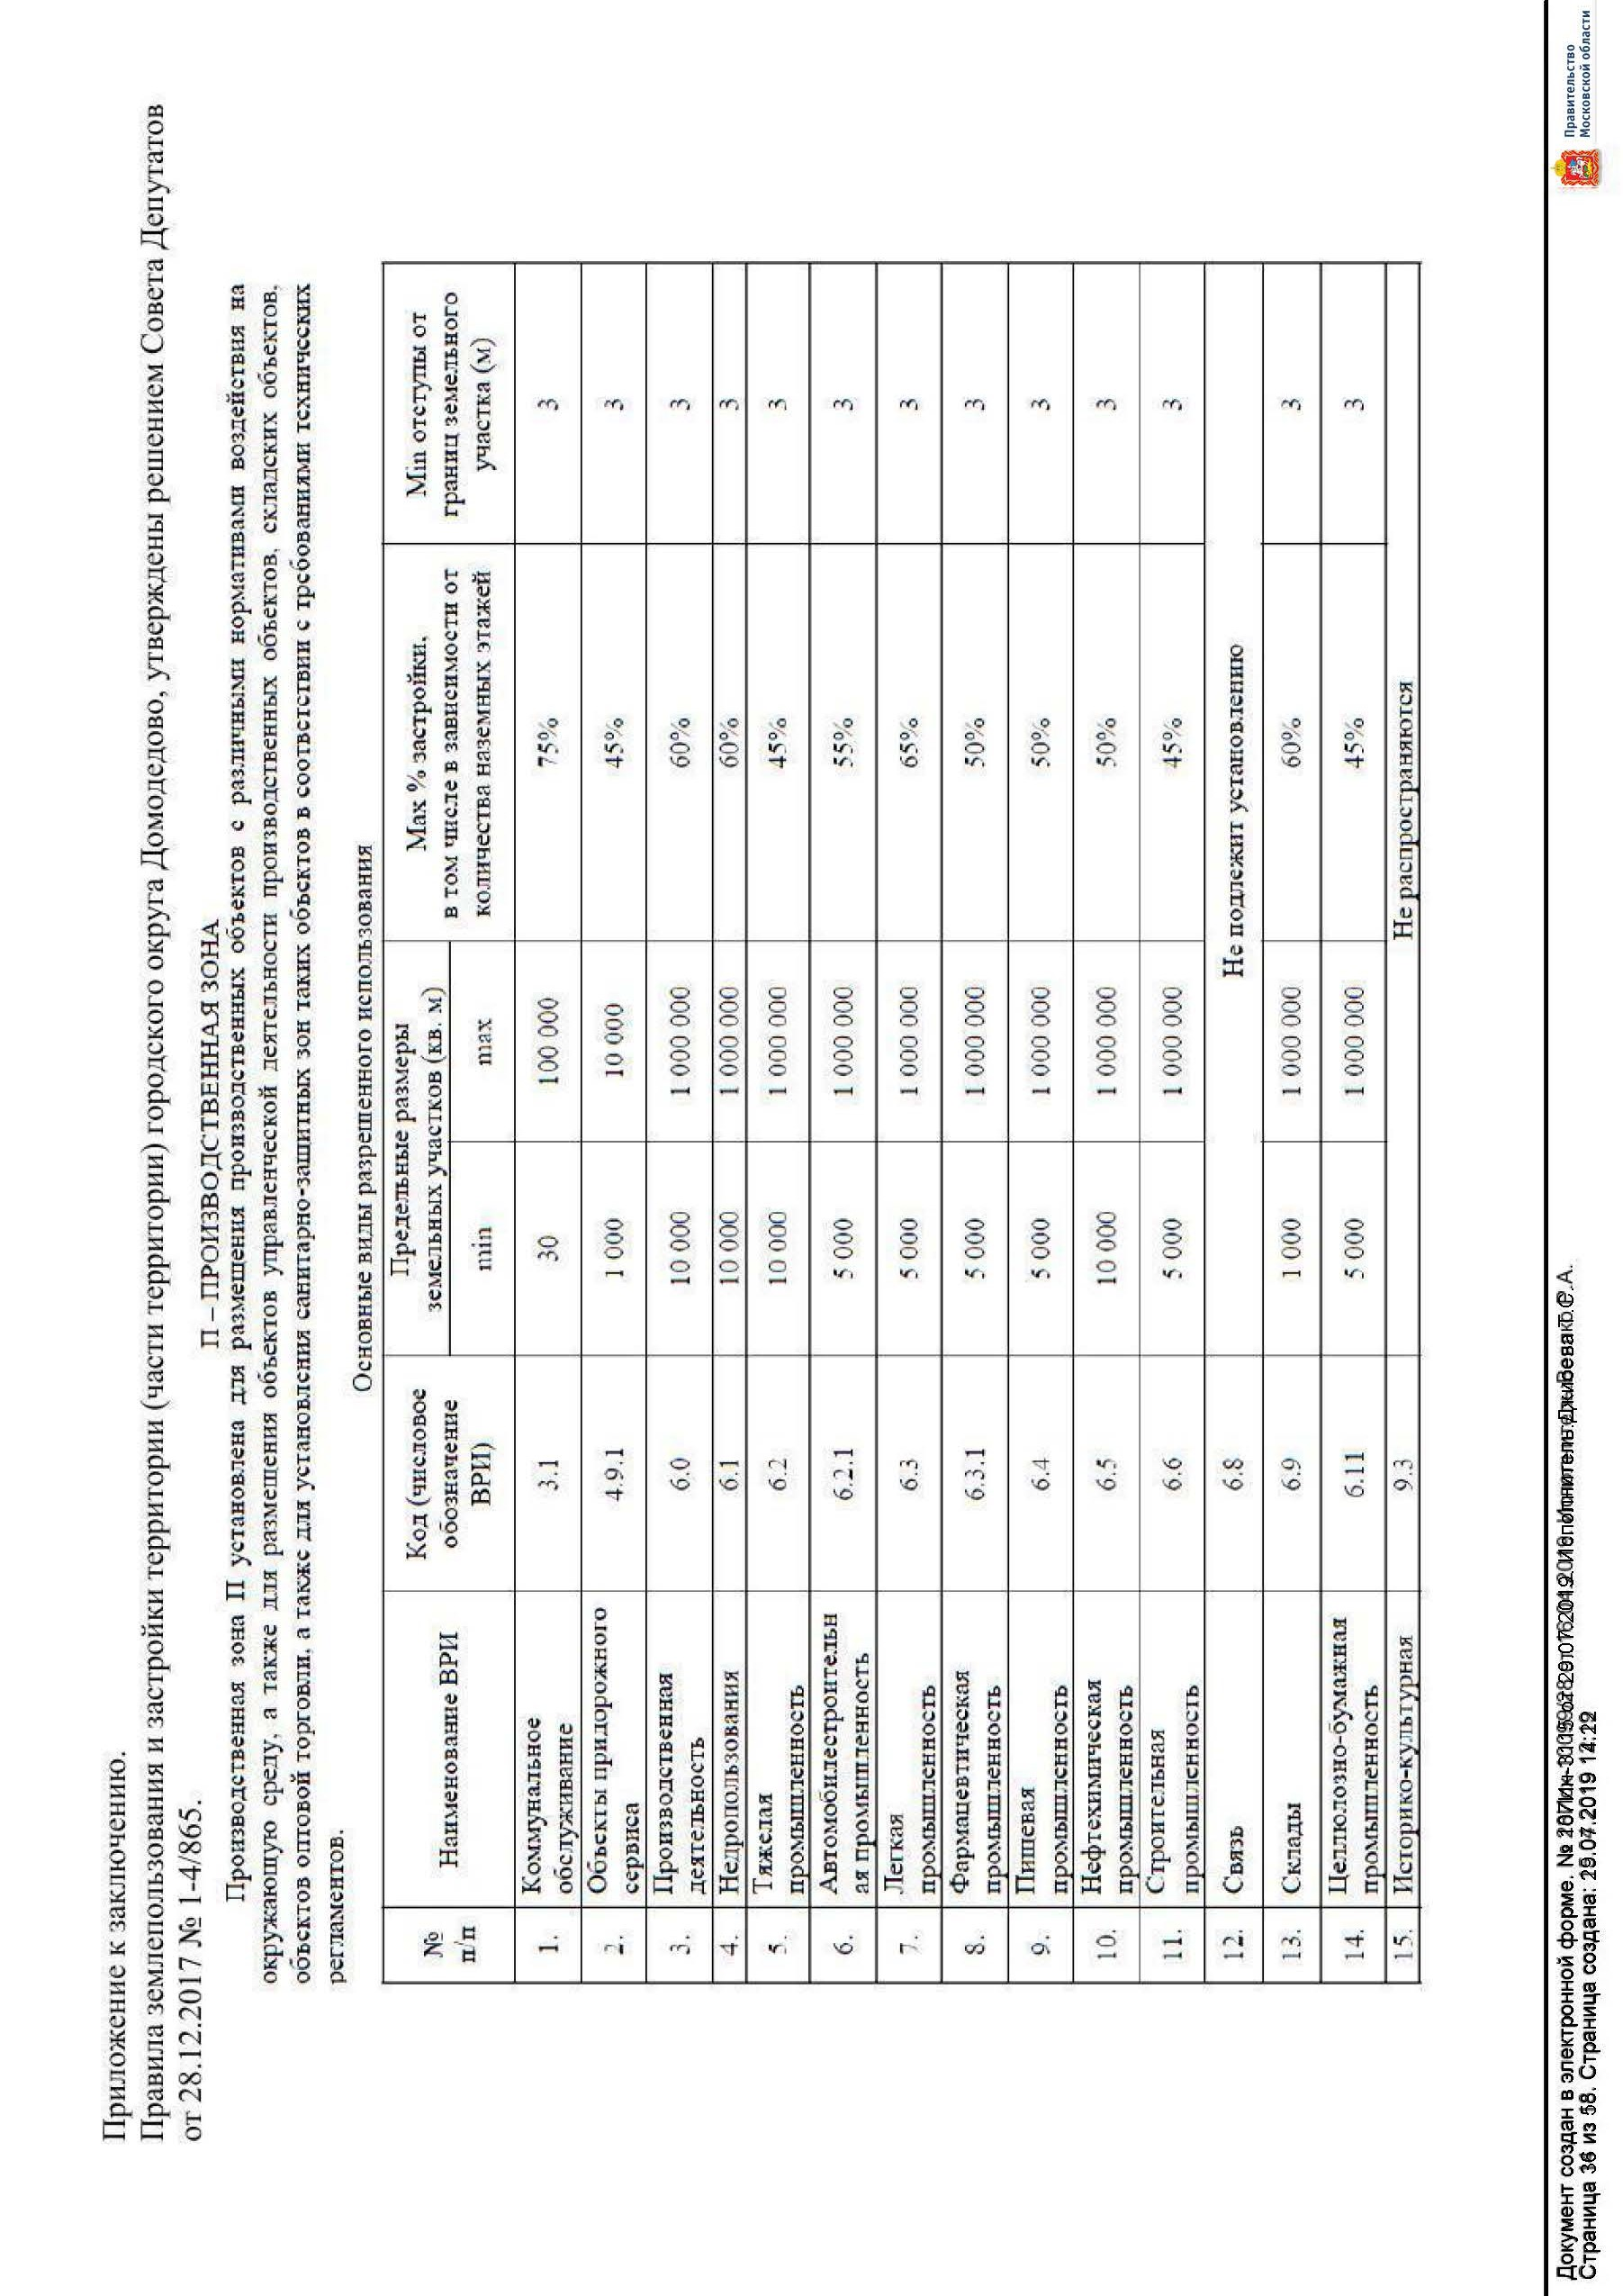 Приложение к заключению.
Правила землепользования и застройки территории (части территории) городского округа Домодедово, утверждены решением Совета Депутатов
от 28.12.2017 № 1-4/865.
П – ПРОИЗВОДСТВЕННАЯ ЗОНА
Производственная зона П установлена для размещения производственных объектов с различными нормативами воздействия на
окружающую среду, а также для размещения объектов управленческой деятельности производственных объектов, складских объектов,
объектов оптовой торговли, а также для установления санитарно-защитных зон таких объектов в соответствии с требованиями технических
регламентов.
Основные виды разрешенного использования
№ п/п Наименование ВРИ Код (числовое обозначение ВРИ) Предельные размеры земельных участков (кв. м) min max Max % застройки, в том числе в зависимости от количества наземных этажей Min отступы от границ земельного участка (м)
1. Коммунальное обслуживание 3.1 30 100 000 75% 3
2. Объекты придорожного сервиса 4.9.1 1 000 10 000 45% 3
3. Производственная деятельность 6.0 10 000 1 000 000 60% 3
4. Недропользования 6.1 10 000 1 000 000 60% 3
5. Тяжелая промышленность 6.2 10 000 1 000 000 45% 3
6. Автомобилестроительн ая промышленность 6.2.1 5 000 1 000 000 55% 3
7. Легкая промышленность 6.3 5 000 1 000 000 65% 3
8. Фармацевтическая промышленность 6.3.1 5 000 1 000 000 50% 3
9. Пищевая промышленность 6.4 5 000 1 000 000 50% 3
10. Нефтехимическая промышленность 6.5 10 000 1 000 000 50% 3
11. Строительная промышленность 6.6 5 000 1 000 000 45% 3
12. Связь 6.8 Не подлежит установлению
13. Склады 6.9 1 000 1 000 000 60% 3
14. Целлюлозно-бумажная промышленность 6.11 5 000 1 000 000 45% 3
15. Историко-культурная 9.3 Не распространяются
Документ создан в электронной форме. №
Страница из 58. Страница создана:
Правительство
Московской области